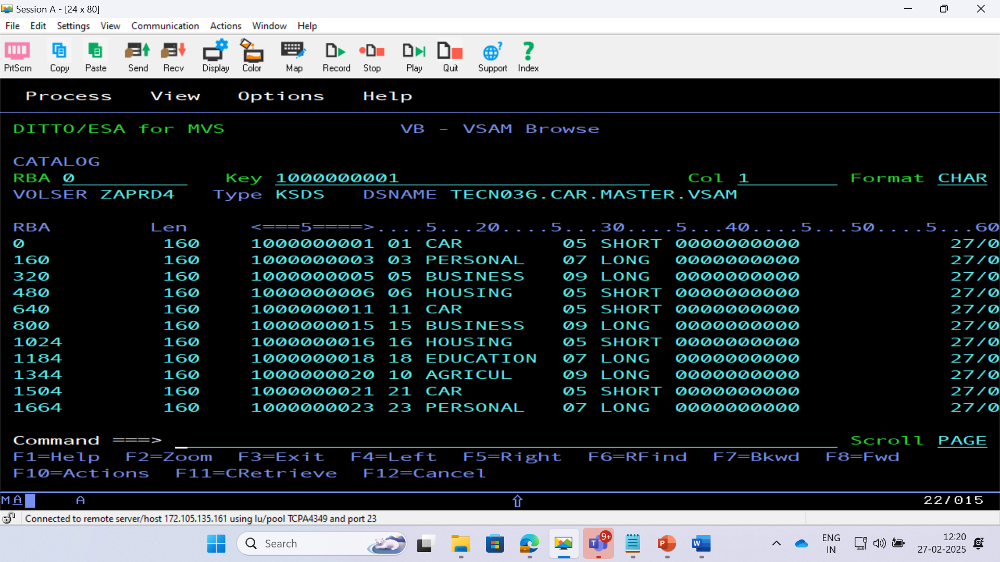 Session A - [24 x 80]
File Edit Settings View Communication Actions Window Help
PrtScrn Copy Paste Send Recv Display Color Map Record Stop Play Quit Support Index
Process View Options Help
DITTO/ESA for MVS VB - VSAM Browse
CATALOG
RBA 0 Key 1000000001 Col 1 Format CHAR
VOLSER ZAPRD4 Type KSDS DSNAME TECN036.CAR.MASTER.VSAM
RBA Len <===5====>....5...20....5...30....5...40....5...50....5...60
0 160 1000000001 01 CAR 05 SHORT 0000000000 27/0
160 160 1000000003 03 PERSONAL 07 LONG 0000000000 27/0
320 160 1000000005 05 BUSINESS 09 LONG 0000000000 27/0
480 160 1000000006 06 HOUSING 05 SHORT 0000000000 27/0
640 160 1000000011 11 CAR 05 SHORT 0000000000 27/0
800 160 1000000015 15 BUSINESS 09 LONG 0000000000 27/0
1024 160 1000000016 16 HOUSING 05 SHORT 0000000000 27/0
1184 160 1000000018 18 EDUCATION 07 LONG 0000000000 27/0
1344 160 1000000020 10 AGRICUL 09 LONG 0000000000 27/0
1504 160 1000000021 21 CAR 05 SHORT 0000000000 27/0
1664 160 1000000023 23 PERSONAL 07 LONG 0000000000 27/0
Command ===> _ Scroll PAGE
F1=Help F2=Zoom F3=Exit F4=Left F5=Right F6=RFind F7=Bkwd F8=Fwd
F10=Actions F11=CRetrieve F12=Cancel
MA A 22/015
Connected to remote server/host 172.105.135.161 using lu/pool TCPA4349 and port 23
Search 9+ ENG 12:20
IN 27-02-2025